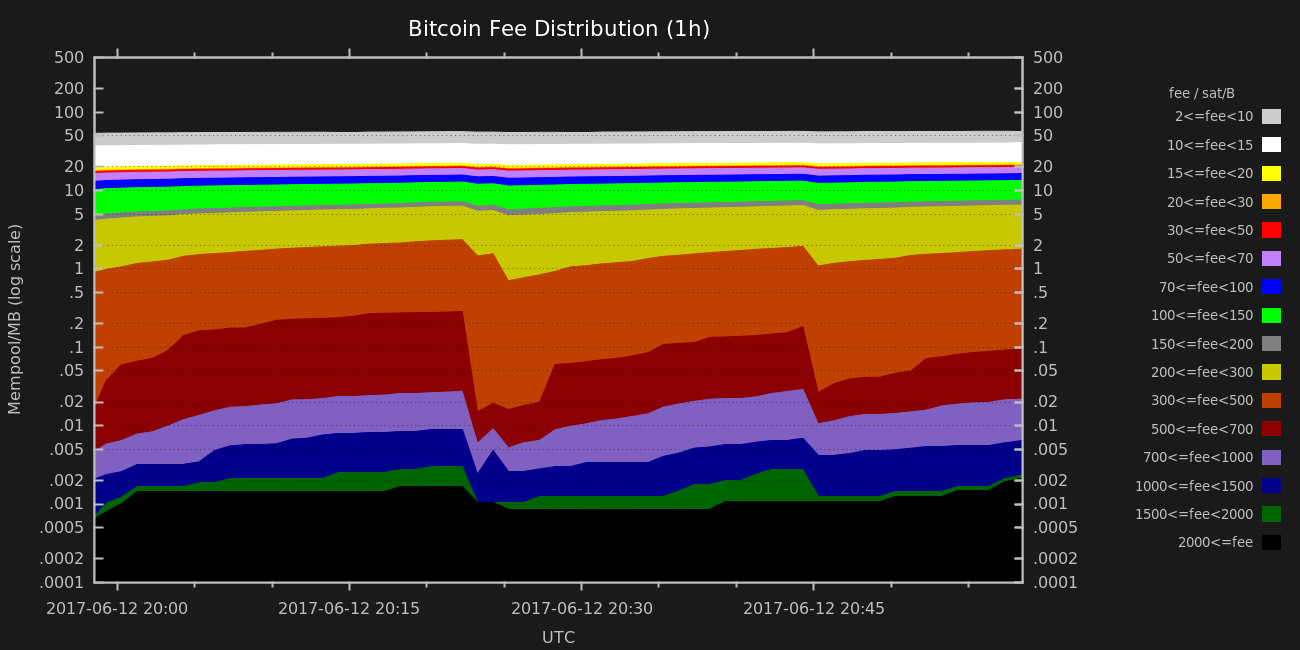 Bitcoin Fee Distribution (1h)
500
200
100
50
20
10
5
2
1
.5
.2
.1
.05
.02
.01
.005
.002
.001
.0005
.0002
.0001
Mempool/MB (log scale)
500
200
100
50
20
10
5
2
1
.5
.2
.1
.05
.02
.01
.005
.002
.001
.0005
.0002
.0001
2017-06-12 20:00
2017-06-12 20:15
2017-06-12 20:30
2017-06-12 20:45
UTC
fee / sat/B
2<=fee<10
10<=fee<15
15<=fee<20
20<=fee<30
30<=fee<50
50<=fee<70
70<=fee<100
100<=fee<150
150<=fee<200
200<=fee<300
300<=fee<500
500<=fee<700
700<=fee<1000
1000<=fee<1500
1500<=fee<2000
2000<=fee